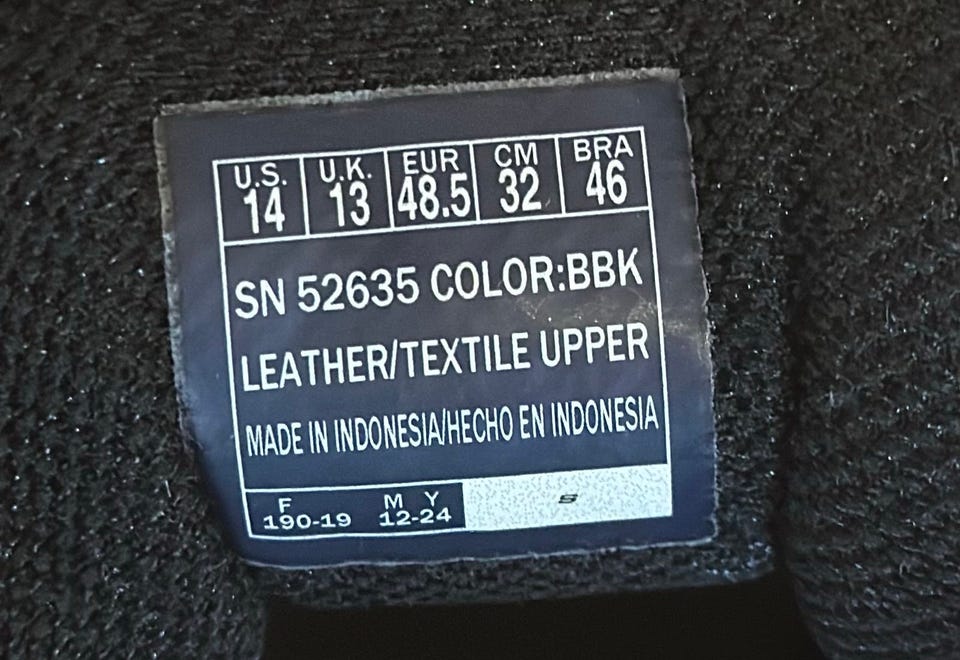 U.S. U.K. EUR CM BRA
14 13 48.5 32 46
SN 52635 COLOR:BBK
LEATHER/TEXTILE UPPER
MADE IN INDONESIA/HECHO EN INDONESIA
F M Y
190-19 12-24
S